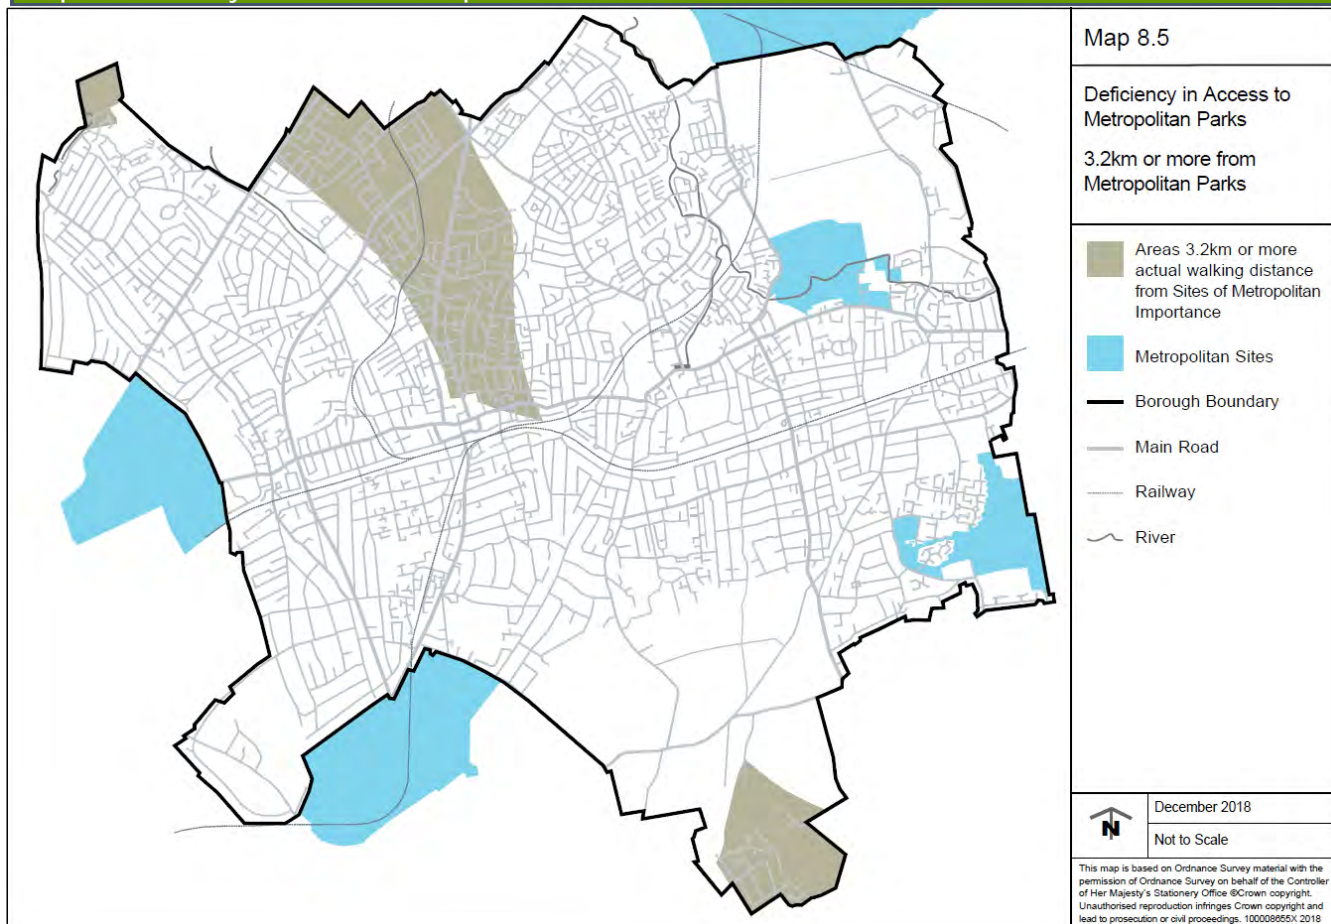 Map 8.5
Deficiency in Access to
Metropolitan Parks
3.2km or more from
Metropolitan Parks
Areas 3.2km or more
actual walking distance
from Sites of Metropolitan
Importance
Metropolitan Sites
Borough Boundary
Main Road
Railway
River
N
December 2018
Not to Scale
This map is based on Ordnance Survey material with the
permission of Ordnance Survey on behalf of the Controller
of Her Majesty's Stationery Office ©Crown copyright.
Unauthorised reproduction infringes Crown copyright and
lead to prosecution or civil proceedings. 100008655X 2018